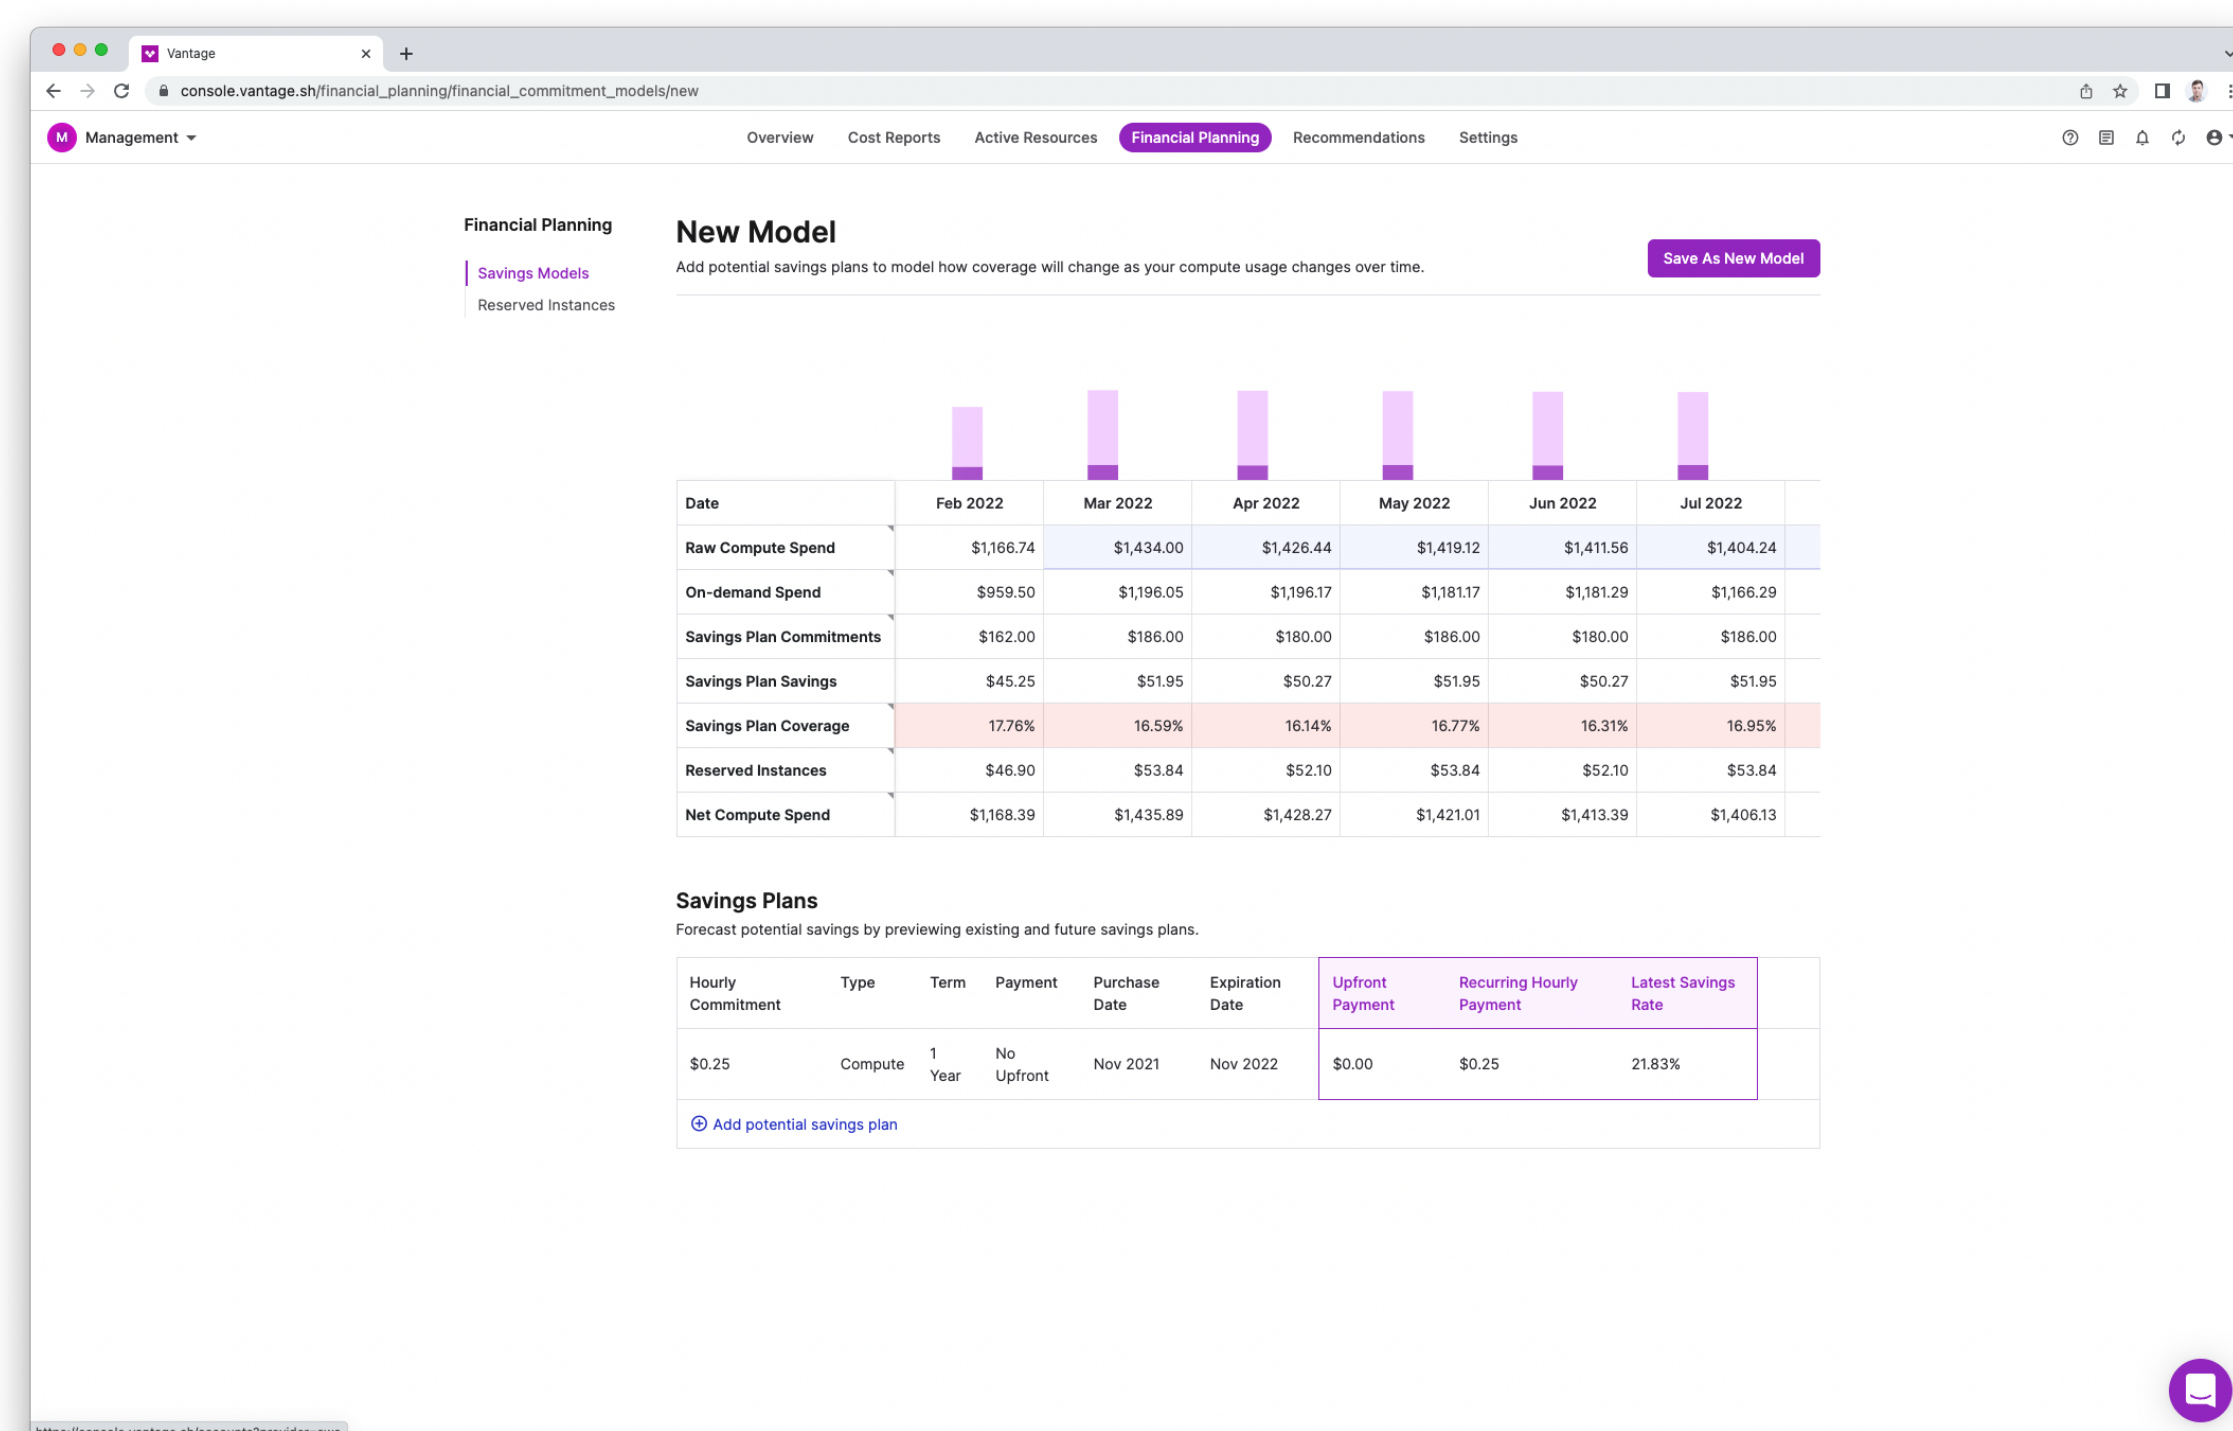 Vantage
console.vantage.sh/financial_planning/financial_commitment_models/new
M Management
Overview Cost Reports Active Resources Financial Planning Recommendations Settings
Financial Planning
Savings Models
Reserved Instances
New Model
Add potential savings plans to model how coverage will change as your compute usage changes over time.
Save As New Model
Date Feb 2022 Mar 2022 Apr 2022 May 2022 Jun 2022 Jul 2022
Raw Compute Spend $1,166.74 $1,434.00 $1,426.44 $1,419.12 $1,411.56 $1,404.24
On-demand Spend $959.50 $1,196.05 $1,196.17 $1,181.17 $1,181.29 $1,166.29
Savings Plan Commitments $162.00 $186.00 $180.00 $186.00 $180.00 $186.00
Savings Plan Savings $45.25 $51.95 $50.27 $51.95 $50.27 $51.95
Savings Plan Coverage 17.76% 16.59% 16.14% 16.77% 16.31% 16.95%
Reserved Instances $46.90 $53.84 $52.10 $53.84 $52.10 $53.84
Net Compute Spend $1,168.39 $1,435.89 $1,428.27 $1,421.01 $1,413.39 $1,406.13
Savings Plans
Forecast potential savings by previewing existing and future savings plans.
Hourly Type Term Payment Purchase Expiration Upfront Recurring Hourly Latest Savings
Commitment Date Date Payment Payment Rate
$0.25 Compute 1 Year No Upfront Nov 2021 Nov 2022 $0.00 $0.25 21.83%
Add potential savings plan